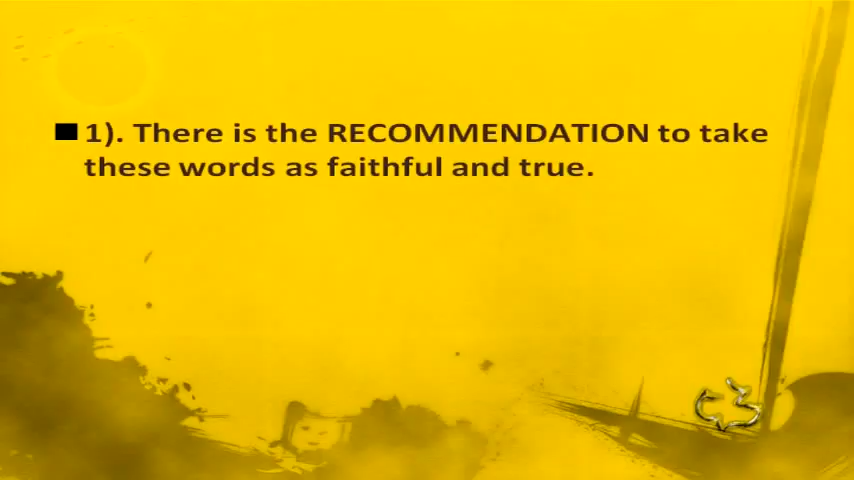 1). There is the RECOMMENDATION to take
these words as faithful and true.